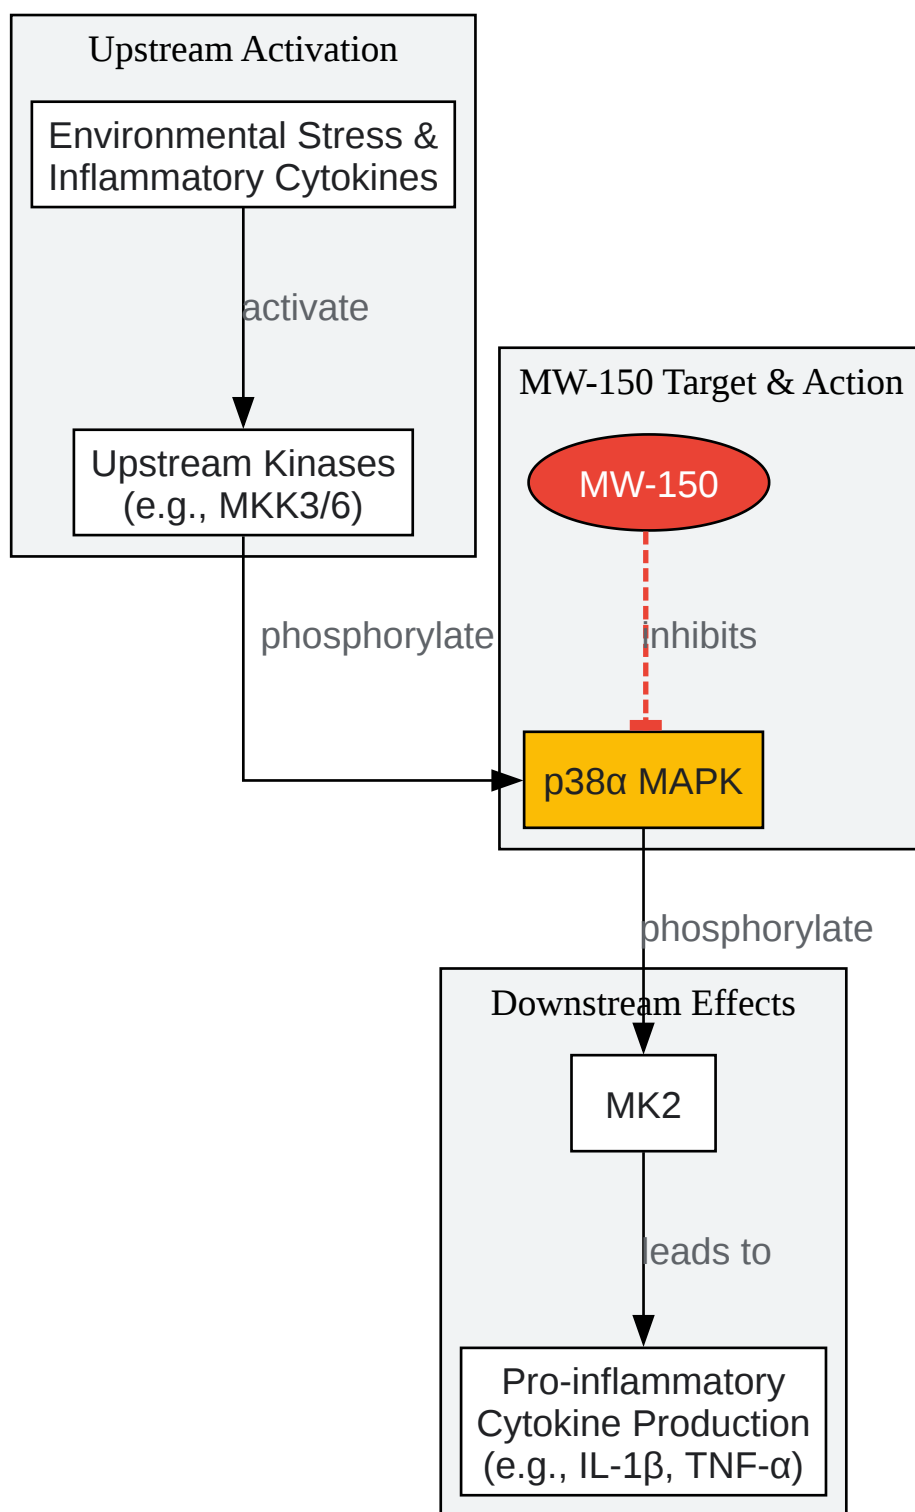 Upstream Activation
Environmental Stress &
Inflammatory Cytokines
activate
Upstream Kinases
(e.g., MKK3/6)
phosphorylate
MW-150 Target & Action
MW-150
inhibits
p38α MAPK
phosphorylate
Downstream Effects
MK2
leads to
Pro-inflammatory
Cytokine Production
(e.g., IL-1β, TNF-α)